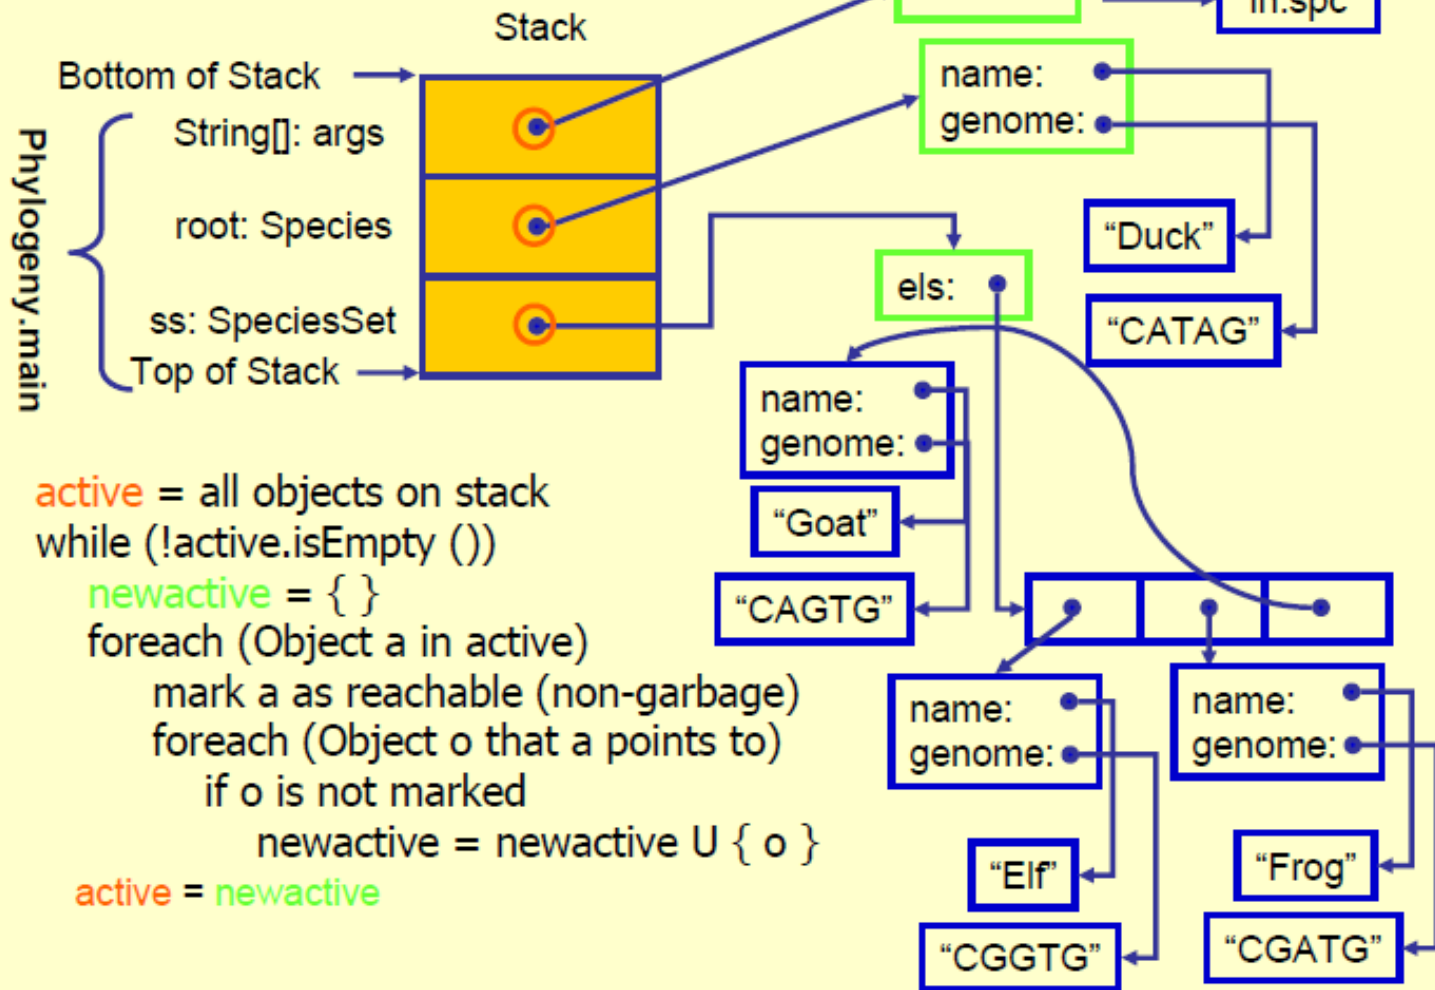 Stack
in.spc
Bottom of Stack
String[]: args
root: Species
ss: SpeciesSet
Top of Stack
Phylogeny.main
name:
genome:
"Duck"
"CATAG"
els:
name:
genome:
"Goat"
"CAGTG"
name:
genome:
"Elf"
"CGGTG"
name:
genome:
"Frog"
"CGATG"
active = all objects on stack
while (!active.isEmpty ())
newactive = { }
foreach (Object a in active)
mark a as reachable (non-garbage)
foreach (Object o that a points to)
if o is not marked
newactive = newactive U { o }
active = newactive